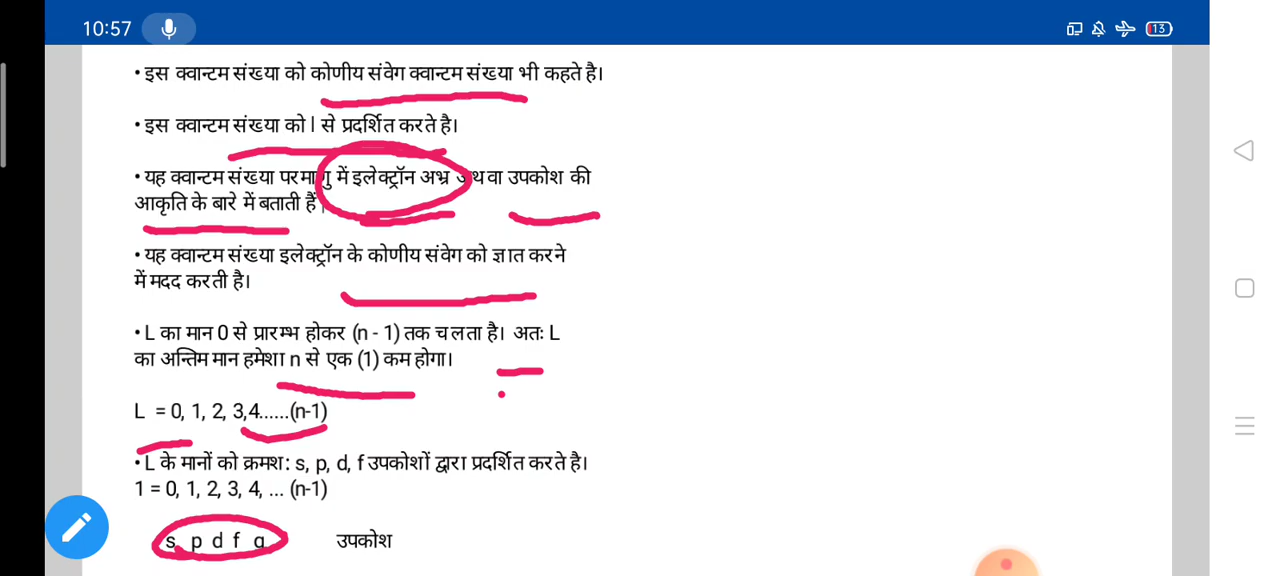 10:57
13
• इस क्वान्टम संख्या को कोणीय संवेग क्वान्टम संख्या भी कहते है।
• इस क्वान्टम संख्या को l से प्रदर्शित करते है।
• यह क्वान्टम संख्या परमाणु में इलेक्ट्रॉन अभ्र अथवा उपकोश की
आकृति के बारे में बताती हैं|
• यह क्वान्टम संख्या इलेक्ट्रॉन के कोणीय संवेग को ज्ञात करने
में मदद करती है।
• L का मान 0 से प्रारम्भ होकर (n - 1) तक चलता है। अतः L
का अन्तिम मान हमेशा n से एक (1) कम होगा।
L = 0, 1, 2, 3,4......(n-1)
• L के मानों को क्रमश: s, p, d, f उपकोशों द्वारा प्रदर्शित करते है।
1 = 0, 1, 2, 3, 4, ... (n-1)
s p d f g उपकोश